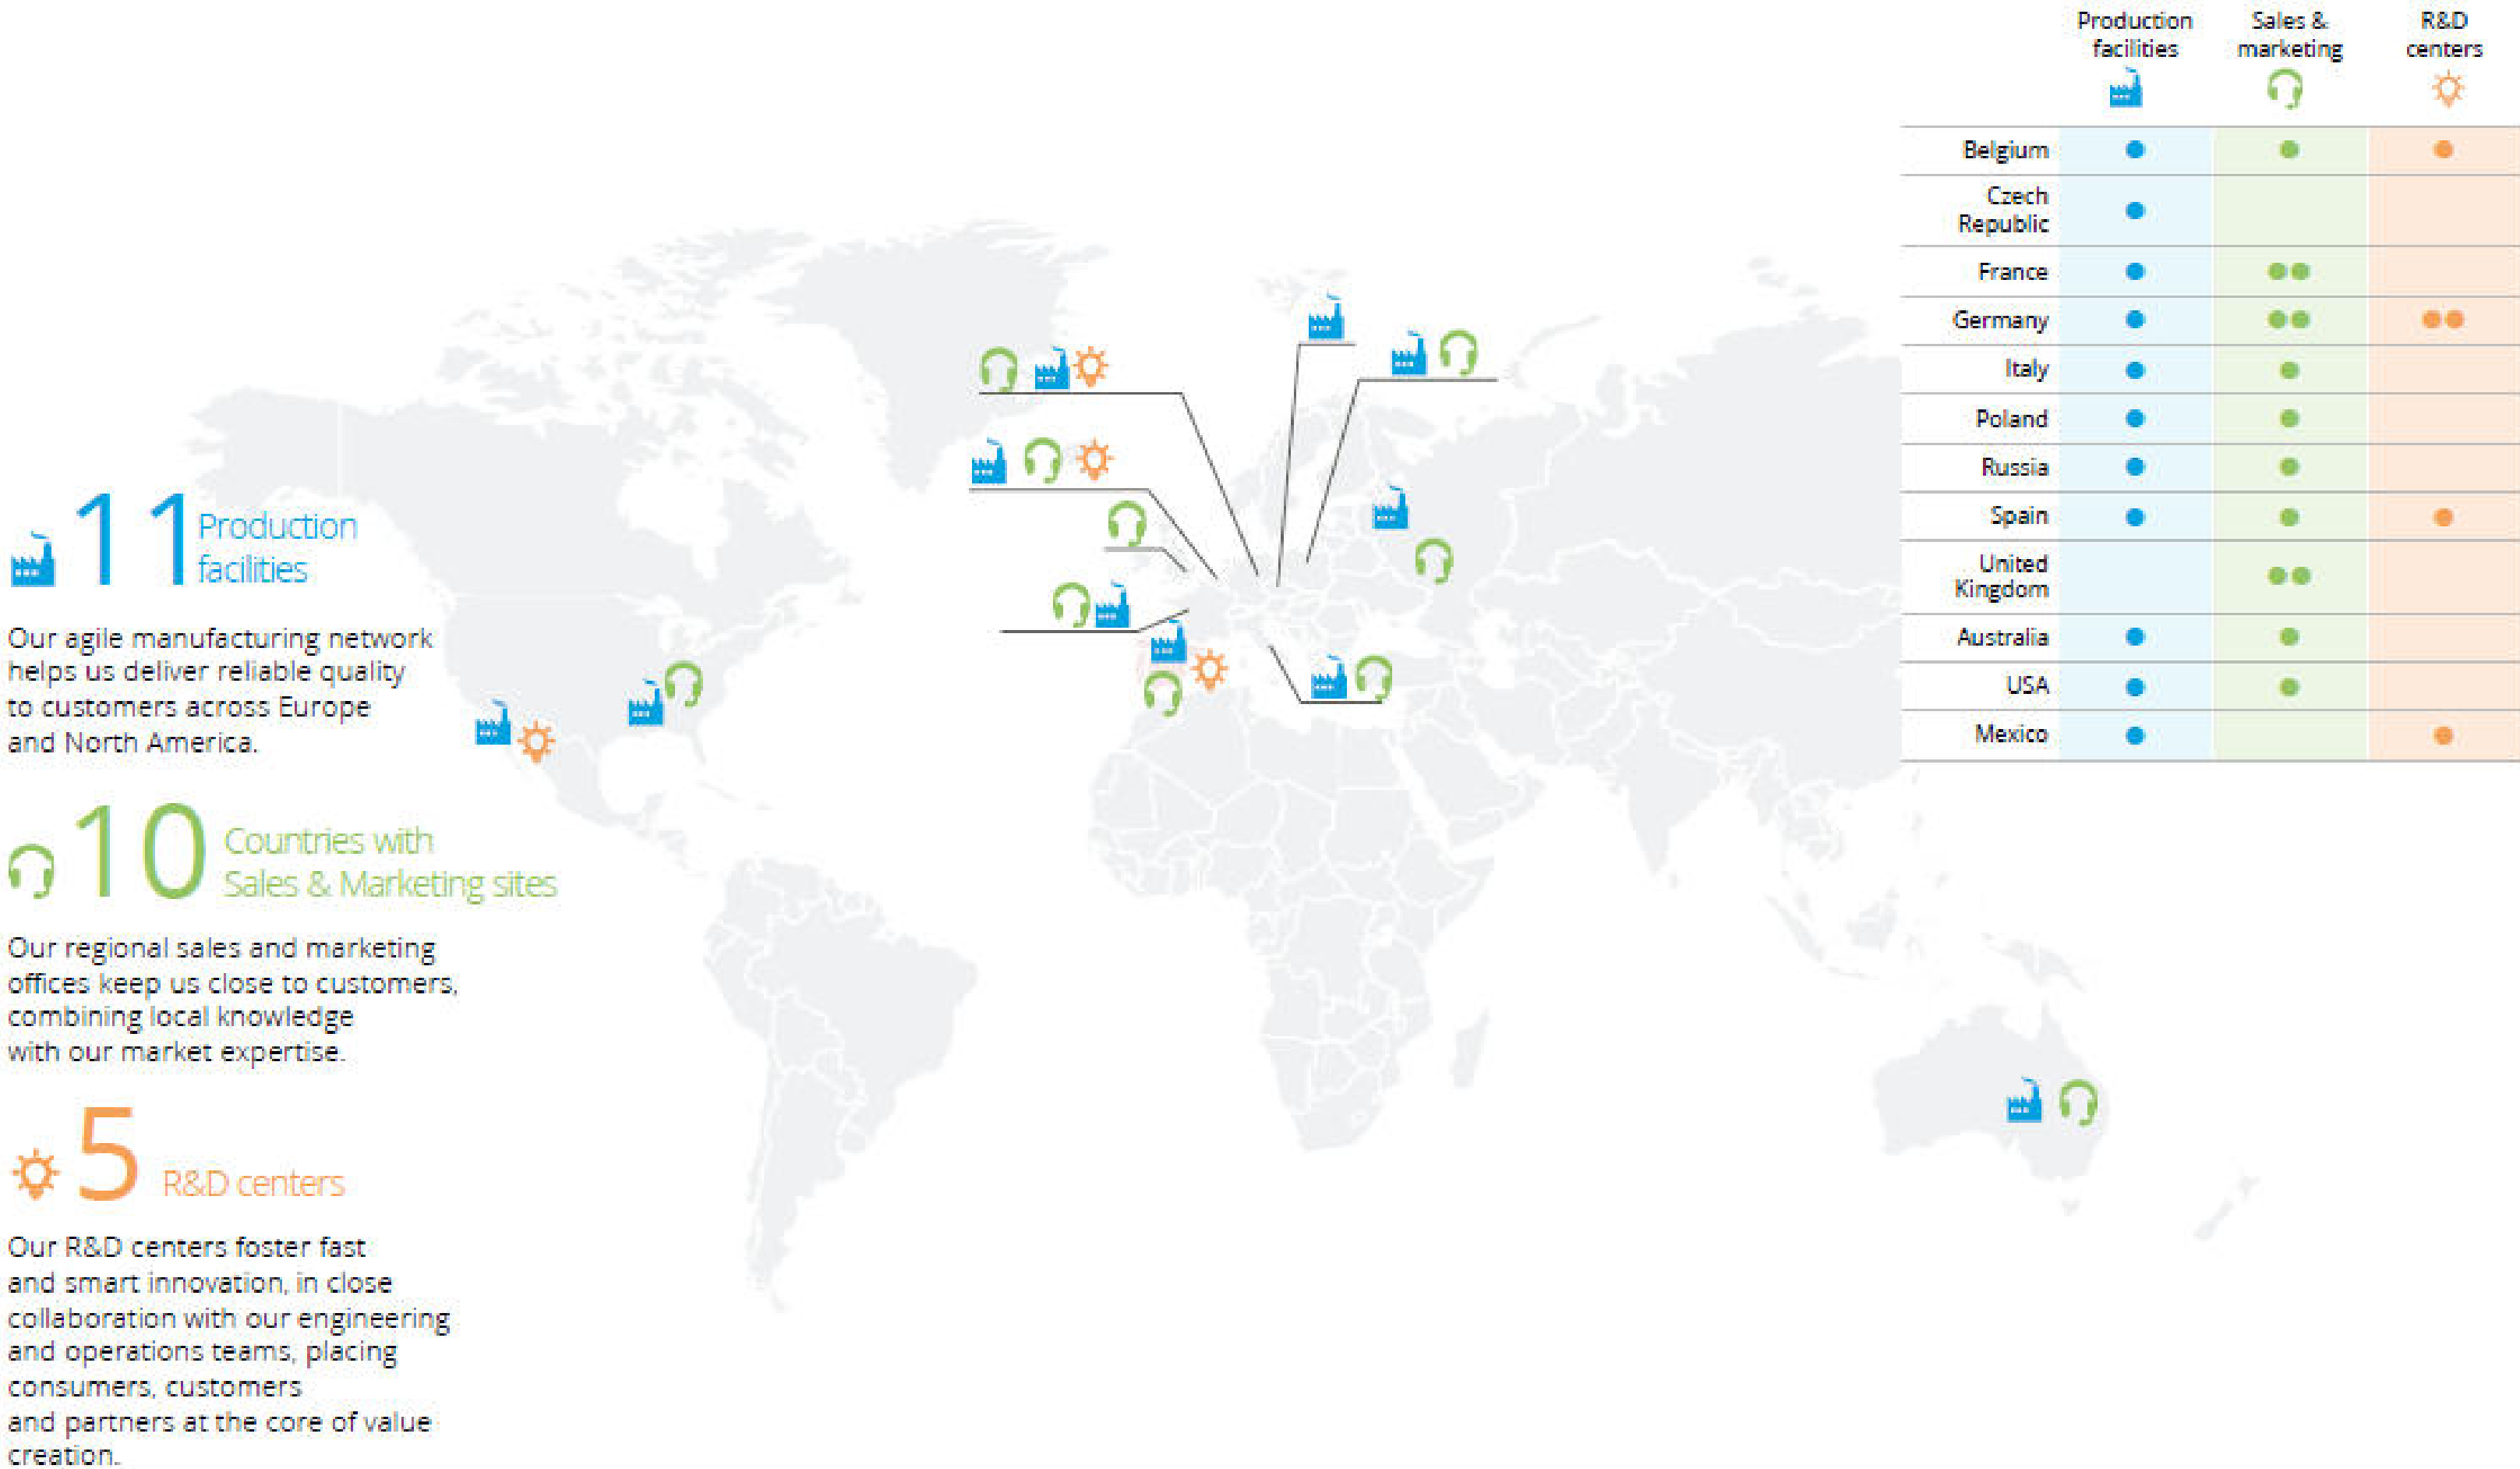 Production
facilities
Sales &
marketing
R&D
centers
Belgium
Czech
Republic
France
Germany
Italy
Poland
Russia
Spain
United
Kingdom
Australia
USA
Mexico
11 Production
facilities
Our agile manufacturing network
helps us deliver reliable quality
to customers across Europe
and North America.
10 Countries with
Sales & Marketing sites
Our regional sales and marketing
offices keep us close to customers,
combining local knowledge
with our market expertise.
5 R&D centers
Our R&D centers foster fast
and smart innovation, in close
collaboration with our engineering
and operations teams, placing
consumers, customers
and partners at the core of value
creation.